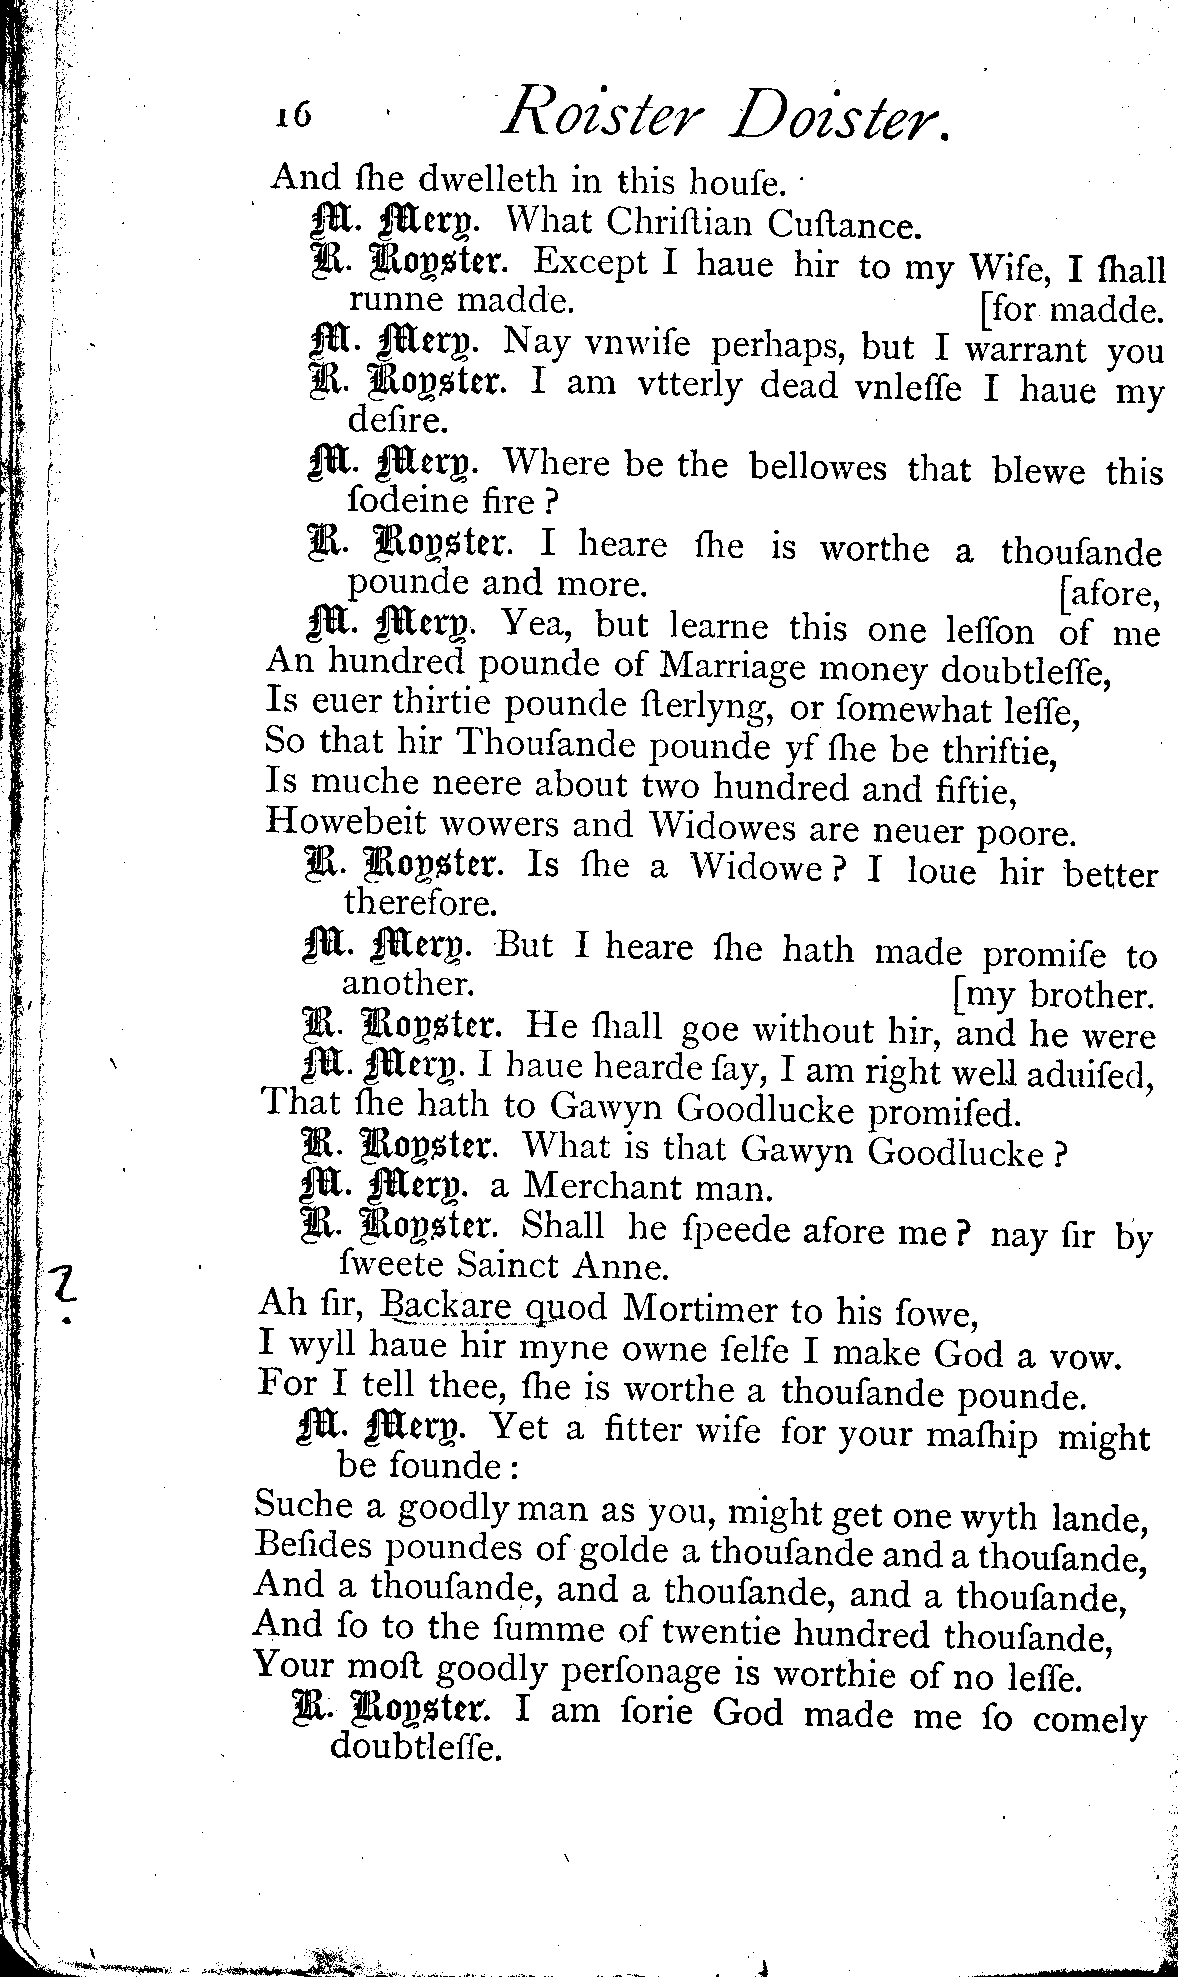 16 Roister Doister.
And ſhe dwelleth in this houſe.
M. Mery. What Chriſtian Cuſtance.
R. Royster. Except I haue hir to my Wife, I ſhall
runne madde. [for madde.
M. Mery. Nay vnwiſe perhaps, but I warrant you
R. Royster. I am vtterly dead vnleſſe I haue my
deſire.
M. Mery. Where be the bellowes that blewe this
ſodeine fire?
R. Royster. I heare ſhe is worthe a thouſande
pounde and more. [afore,
M. Mery. Yea, but learne this one leſſon of me
An hundred pounde of Marriage money doubtleſſe,
Is euer thirtie pounde ſterlyng, or ſomewhat leſſe,
So that hir Thouſande pounde yf ſhe be thriftie,
Is muche neere about two hundred and fiftie,
Howebeit wowers and Widowes are neuer poore.
R. Royster. Is ſhe a Widowe? I loue hir better
therefore.
M. Mery. But I heare ſhe hath made promiſe to
another. [my brother.
R. Royster. He ſhall goe without hir, and he were
M. Mery. I haue hearde ſay, I am right well aduiſed,
That ſhe hath to Gawyn Goodlucke promiſed.
R. Royster. What is that Gawyn Goodlucke?
M. Mery. a Merchant man.
R. Royster. Shall he ſpeede afore me? nay ſir by
ſweete Sainct Anne.
? Ah ſir, Backare quod Mortimer to his ſowe,
I wyll haue hir myne owne ſelfe I make God a vow.
For I tell thee, ſhe is worthe a thouſande pounde.
M. Mery. Yet a fitter wife for your maſhip might
be founde:
Suche a goodly man as you, might get one wyth lande,
Beſides poundes of golde a thouſande and a thouſande,
And a thouſande, and a thouſande, and a thouſande,
And ſo to the ſumme of twentie hundred thouſande,
Your moſt goodly perſonage is worthie of no leſſe.
R. Royster. I am ſorie God made me ſo comely
doubtleſſe.